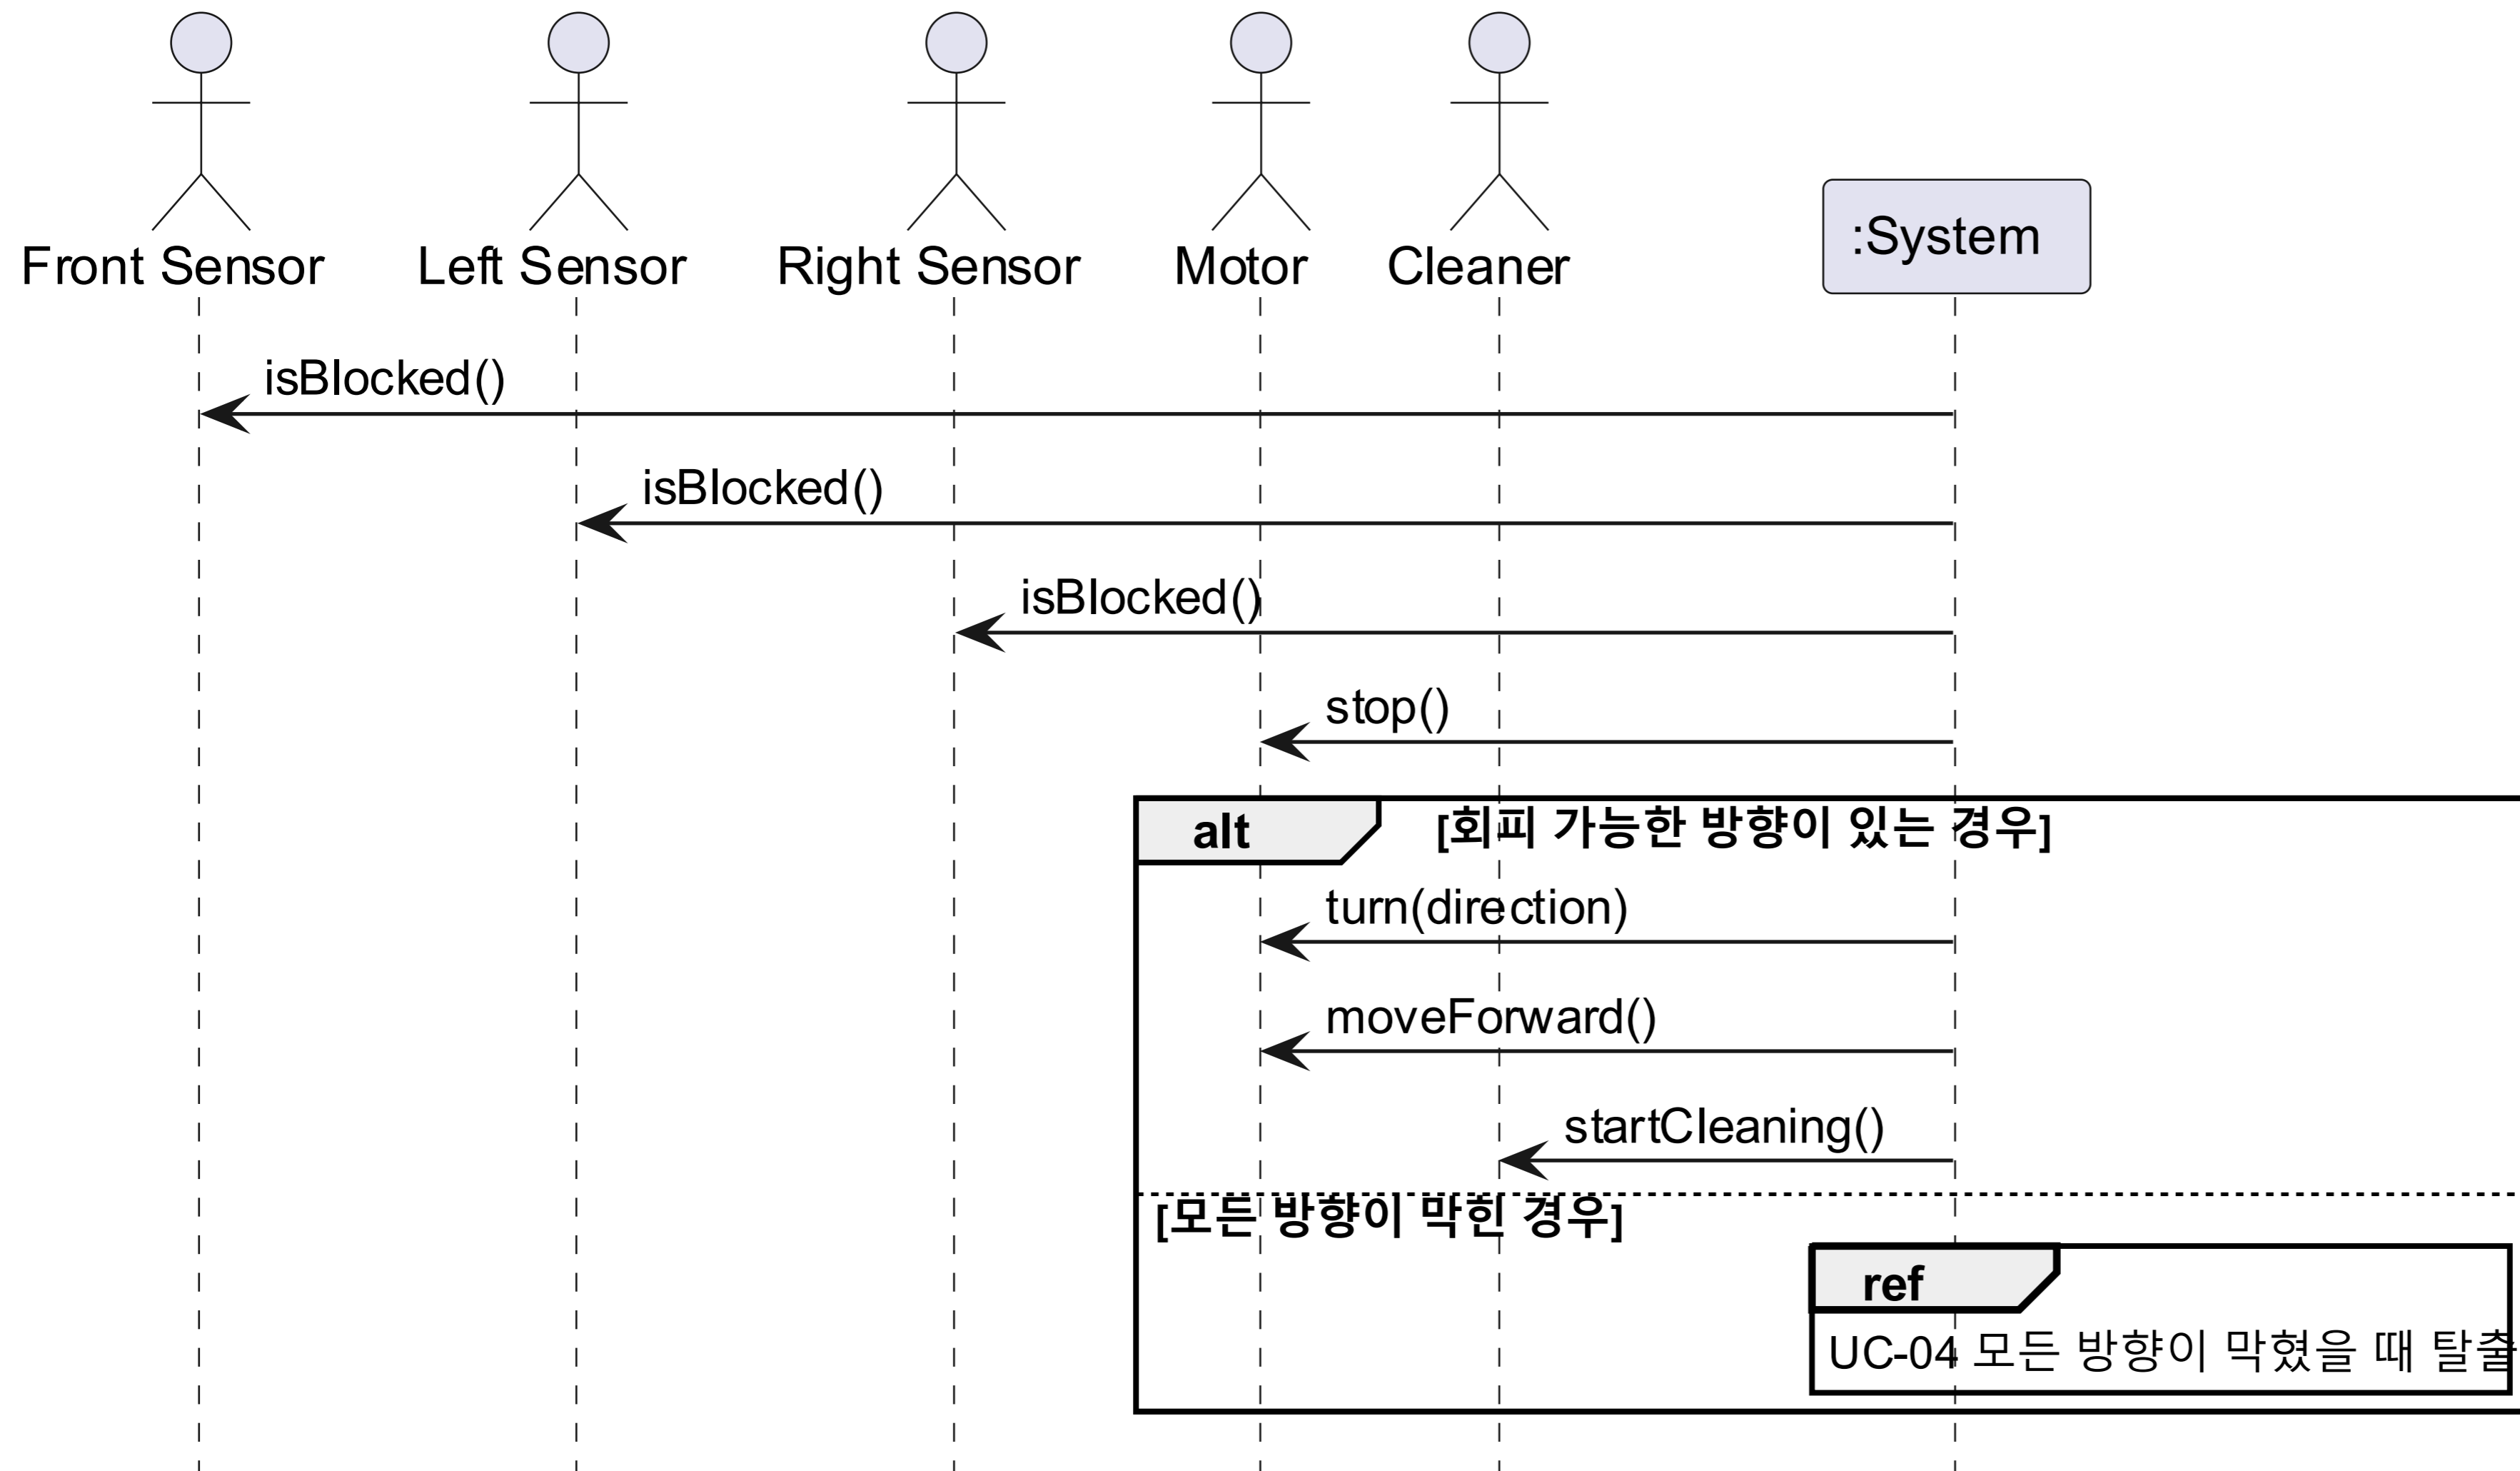 Front Sensor Left Sensor Right Sensor Motor Cleaner :System
isBlocked()
isBlocked()
isBlocked()
stop()
alt [회피 가능한 방향이 있는 경우]
turn(direction)
moveForward()
startCleaning()
[모든 방향이 막힌 경우]
ref
UC-04 모든 방향이 막혔을 때 탈출